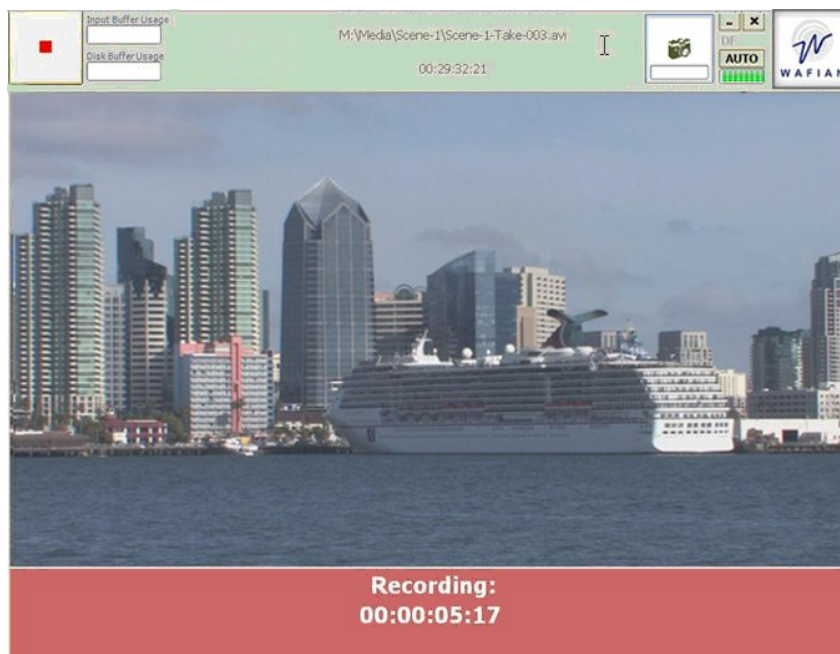 Input Buffer Usage
Disk Buffer Usage
M:\Media\Scene-1\Scene-1-Take-003.avi
00:29:32:21
DF
AUTO
WAFIAN
Recording:
00:00:05:17